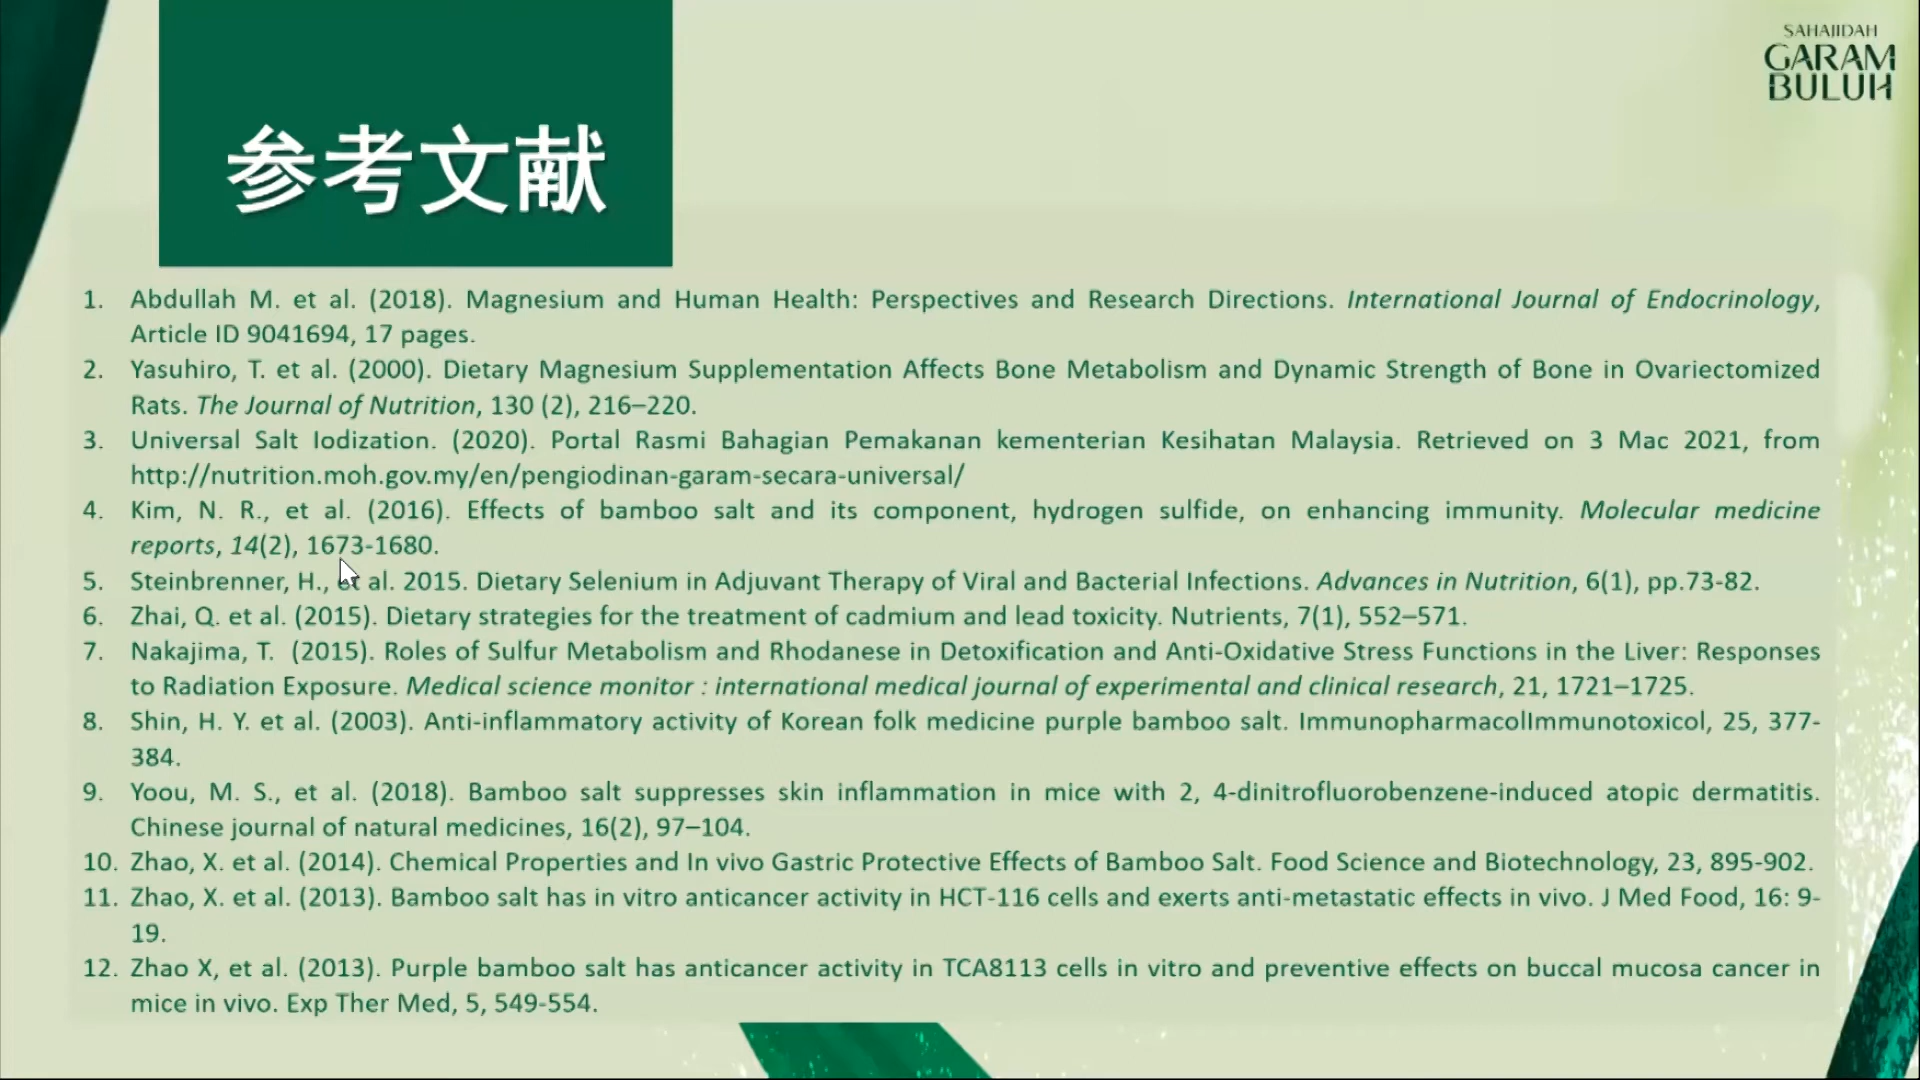 SAHAJIDAH
GARAM
BULUH
参考文献
1. Abdullah M. et al. (2018). Magnesium and Human Health: Perspectives and Research Directions. International Journal of Endocrinology,
Article ID 9041694, 17 pages.
2. Yasuhiro, T. et al. (2000). Dietary Magnesium Supplementation Affects Bone Metabolism and Dynamic Strength of Bone in Ovariectomized
Rats. The Journal of Nutrition, 130 (2), 216–220.
3. Universal Salt Iodization. (2020). Portal Rasmi Bahagian Pemakanan kementerian Kesihatan Malaysia. Retrieved on 3 Mac 2021, from
http://nutrition.moh.gov.my/en/pengiodinan-garam-secara-universal/
4. Kim, N. R., et al. (2016). Effects of bamboo salt and its component, hydrogen sulfide, on enhancing immunity. Molecular medicine
reports, 14(2), 1673-1680.
5. Steinbrenner, H., et al. 2015. Dietary Selenium in Adjuvant Therapy of Viral and Bacterial Infections. Advances in Nutrition, 6(1), pp.73-82.
6. Zhai, Q. et al. (2015). Dietary strategies for the treatment of cadmium and lead toxicity. Nutrients, 7(1), 552–571.
7. Nakajima, T. (2015). Roles of Sulfur Metabolism and Rhodanese in Detoxification and Anti-Oxidative Stress Functions in the Liver: Responses
to Radiation Exposure. Medical science monitor : international medical journal of experimental and clinical research, 21, 1721–1725.
8. Shin, H. Y. et al. (2003). Anti-inflammatory activity of Korean folk medicine purple bamboo salt. ImmunopharmacolImmunotoxicol, 25, 377-
384.
9. Yoou, M. S., et al. (2018). Bamboo salt suppresses skin inflammation in mice with 2, 4-dinitrofluorobenzene-induced atopic dermatitis.
Chinese journal of natural medicines, 16(2), 97–104.
10. Zhao, X. et al. (2014). Chemical Properties and In vivo Gastric Protective Effects of Bamboo Salt. Food Science and Biotechnology, 23, 895-902.
11. Zhao, X. et al. (2013). Bamboo salt has in vitro anticancer activity in HCT-116 cells and exerts anti-metastatic effects in vivo. J Med Food, 16: 9-
19.
12. Zhao X, et al. (2013). Purple bamboo salt has anticancer activity in TCA8113 cells in vitro and preventive effects on buccal mucosa cancer in
mice in vivo. Exp Ther Med, 5, 549-554.